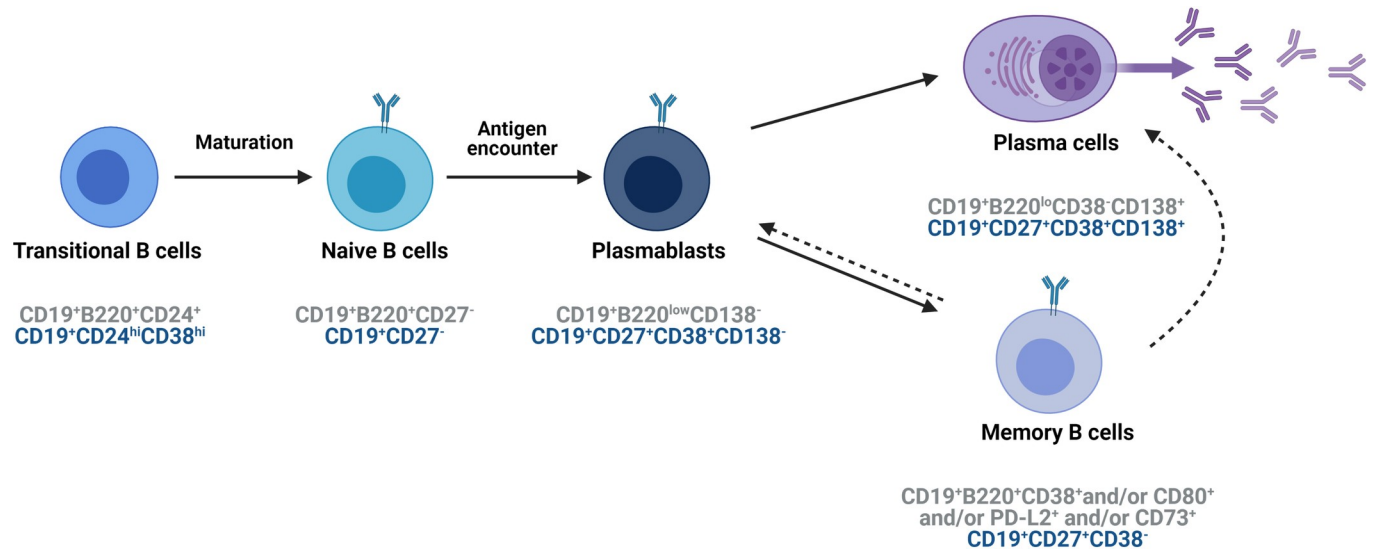 Maturation
Antigen
encounter
Transitional B cells
CD19⁺B220⁺CD24⁺
CD19⁺CD24ʰⁱCD38ʰⁱ
Naive B cells
CD19⁺B220⁺CD27⁻
CD19⁺CD27⁻
Plasmablasts
CD19⁺B220ˡᵒʷCD138⁻
CD19⁺CD27⁺CD38⁺CD138⁻
Plasma cells
CD19⁺B220ˡᵒCD38⁻CD138⁺
CD19⁺CD27⁺CD38⁺CD138⁺
Memory B cells
CD19⁺B220⁺CD38⁺and/or CD80⁺
and/or PD-L2⁺ and/or CD73⁺
CD19⁺CD27⁺CD38⁻